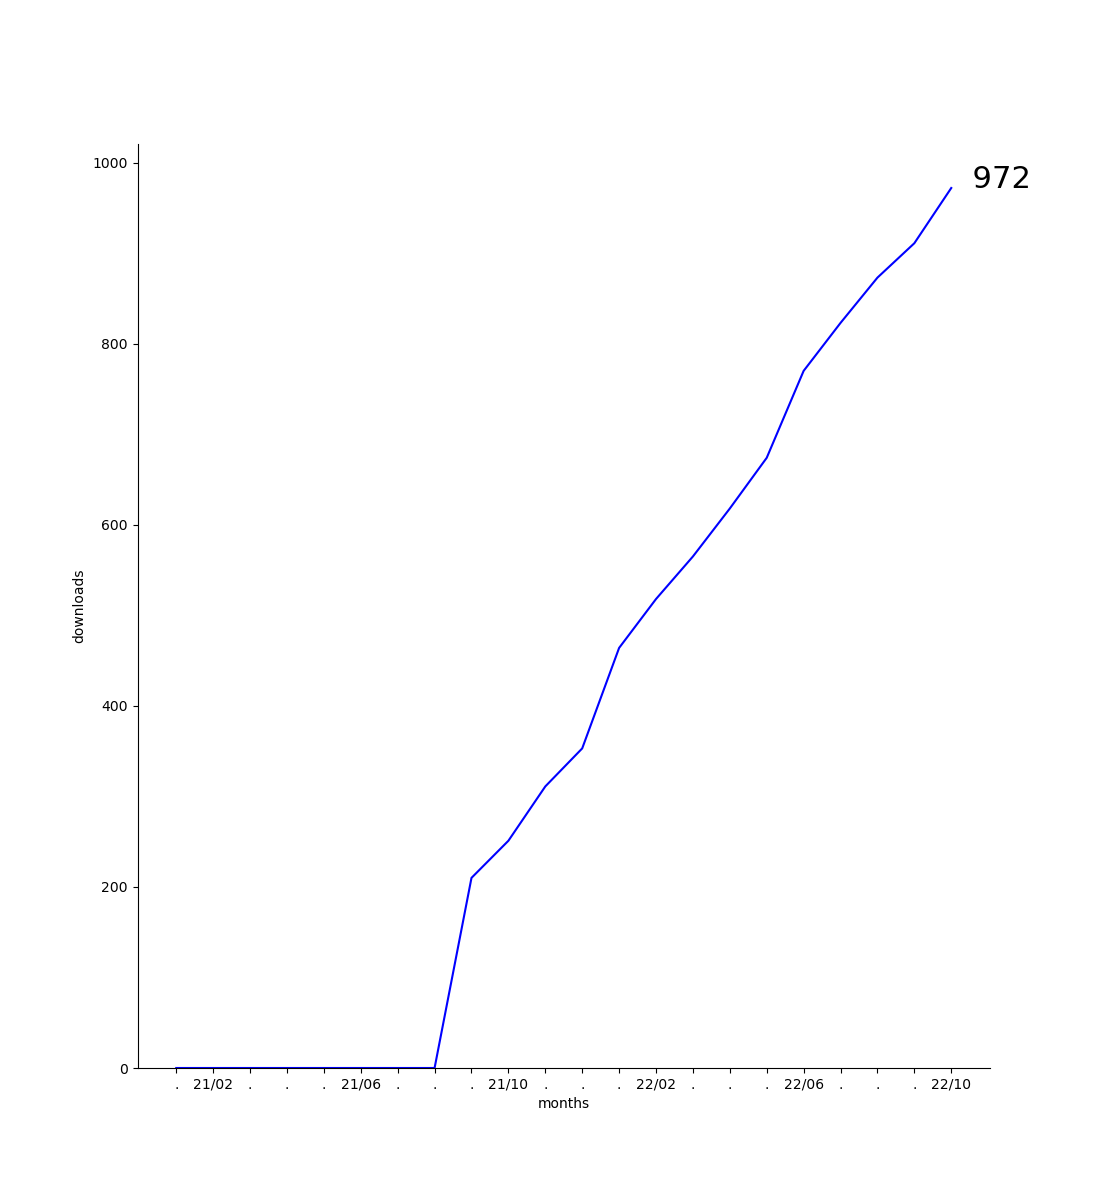 1000
972
800
600
downloads
400
200
0
. 21/02 . . . 21/06 . . . 21/10 . . . 22/02 . . . 22/06 . . . 22/10
months